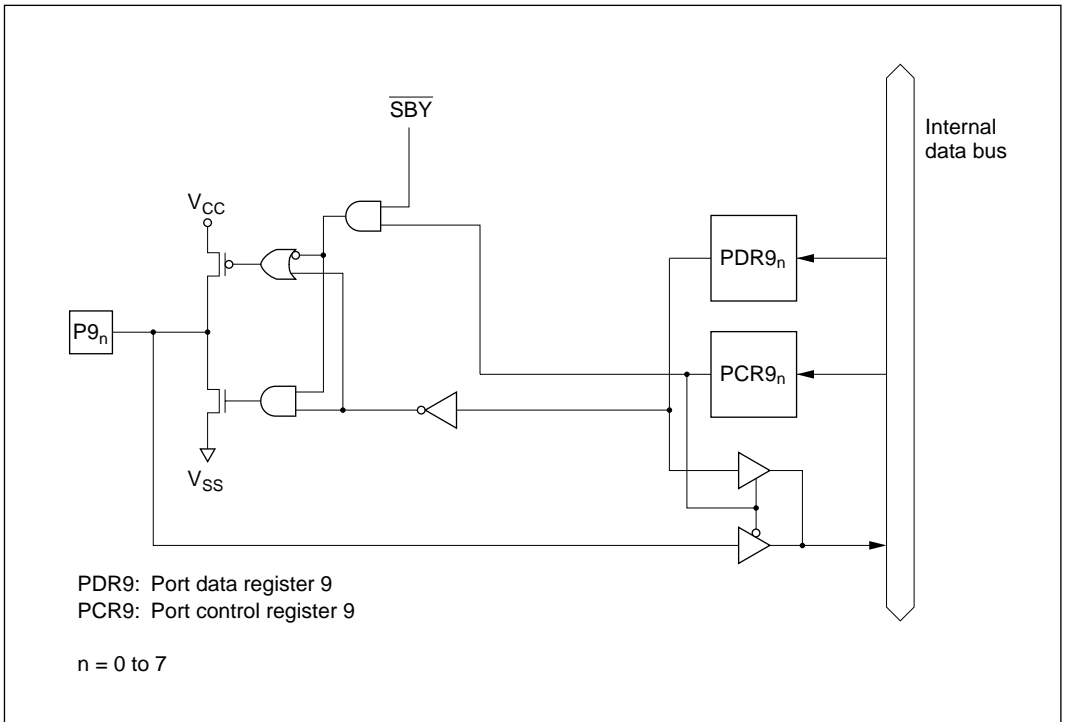 SBY
Internal
data bus
VCC
PDR9n
P9n
PCR9n
VSS
PDR9: Port data register 9
PCR9: Port control register 9
n = 0 to 7